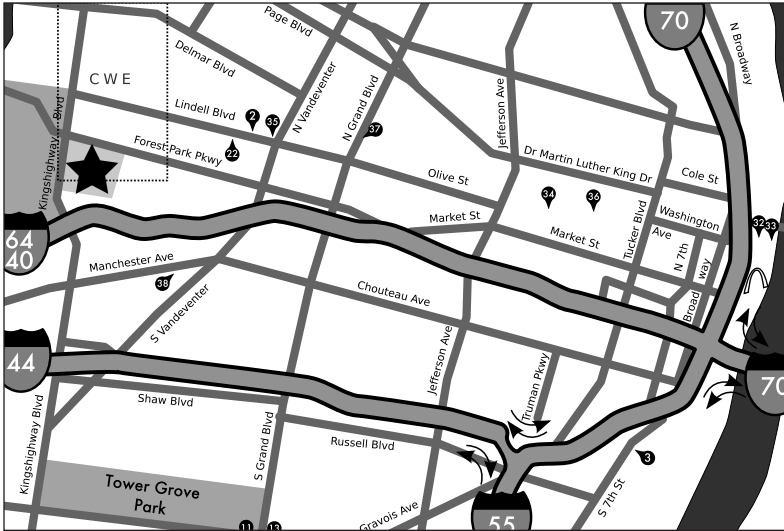 70
N Broadway
Page Blvd
Delmar Blvd
CWE
Lindell Blvd
2
35
N Vandeventer
N Grand Blvd
37
Jefferson Ave
Kingshighway Blvd
Forest Park Pkwy
22
Dr Martin Luther King Dr
Cole St
Olive St
34
36
Market St
Market St
Tucker Blvd
Washington
Ave
N 7th
Broadway
32
33
64
40
Manchester Ave
38
S Vandeventer
Chouteau Ave
44
Jefferson Ave
Truman Pkwy
70
Shaw Blvd
Kingshighway Blvd
S Grand Blvd
Russell Blvd
3
Tower Grove
Park
Gravois Ave
S 7th St
11
13
55